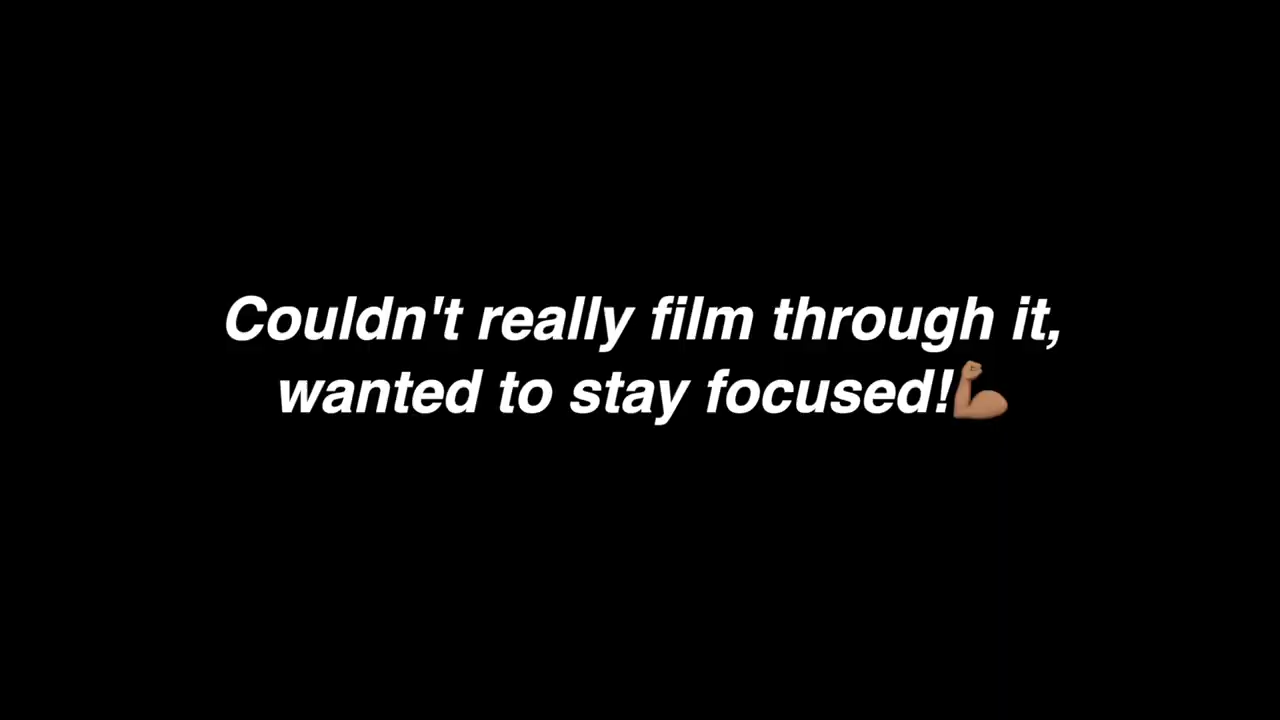 Couldn't really film through it,
wanted to stay focused!💪🏽